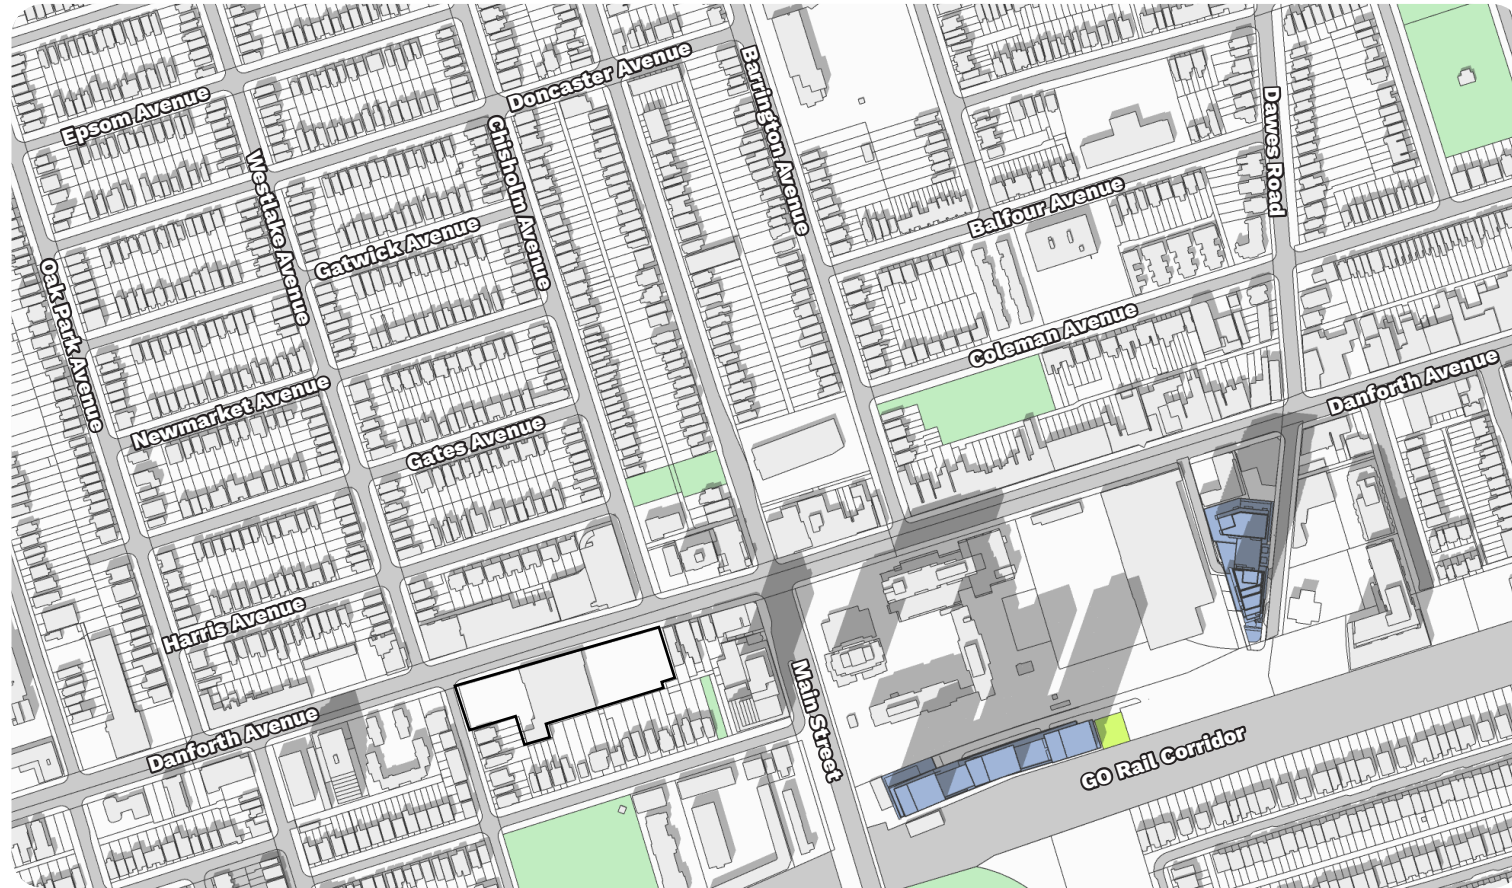 Epsom Avenue
Doncaster Avenue
Barrington Avenue
Dawes Road
Westlake Avenue
Chisholm Avenue
Balfour Avenue
Gatwick Avenue
Oak Park Avenue
Coleman Avenue
Newmarket Avenue
Danforth Avenue
Gates Avenue
Harris Avenue
Main Street
Danforth Avenue
GO Rail Corridor